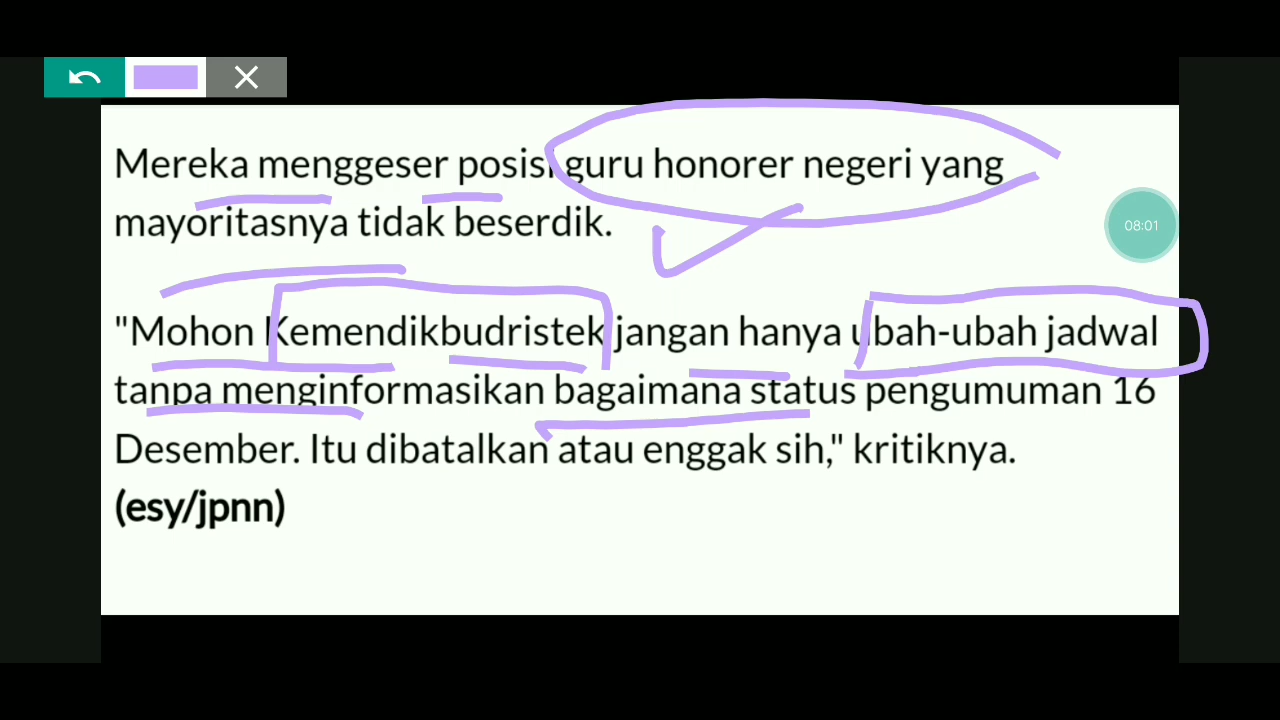 Mereka menggeser posisi guru honorer negeri yang
mayoritasnya tidak beserdik.
08:01
"Mohon Kemendikbudristek jangan hanya ubah-ubah jadwal
tanpa menginformasikan bagaimana status pengumuman 16
Desember. Itu dibatalkan atau enggak sih," kritiknya.
(esy/jpnn)